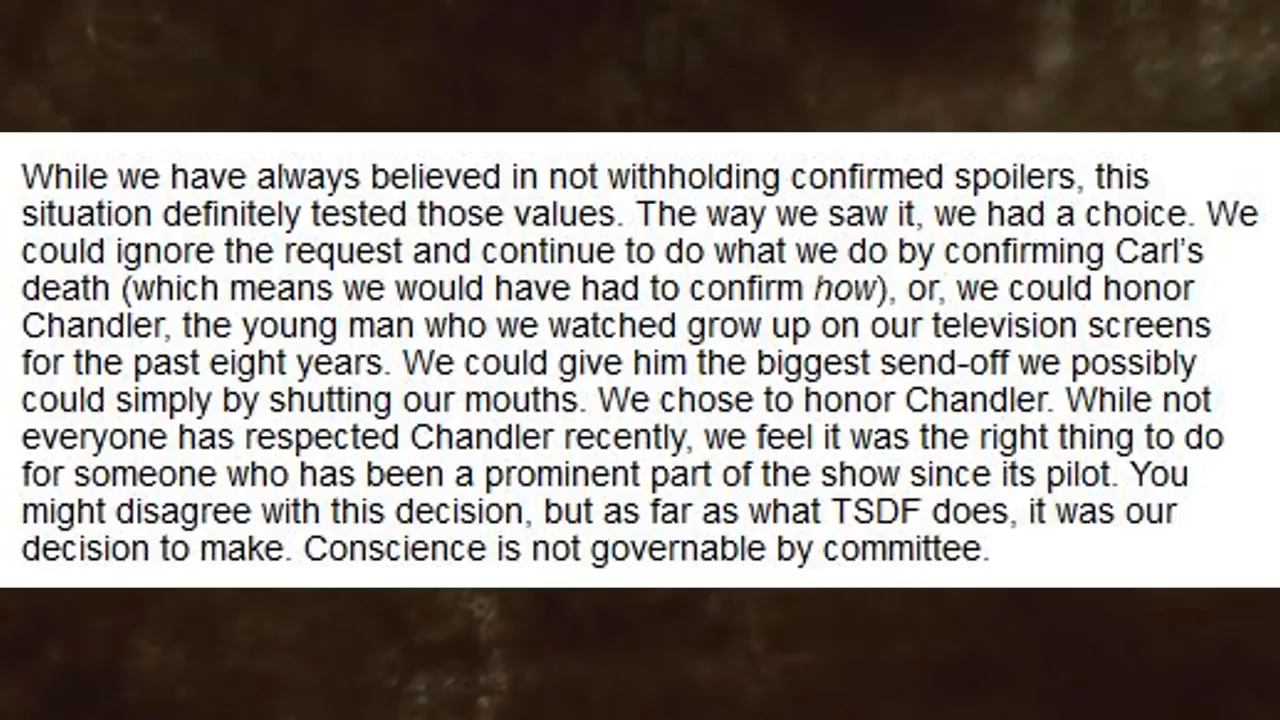 While we have always believed in not withholding confirmed spoilers, this
situation definitely tested those values. The way we saw it, we had a choice. We
could ignore the request and continue to do what we do by confirming Carl's
death (which means we would have had to confirm how), or, we could honor
Chandler, the young man who we watched grow up on our television screens
for the past eight years. We could give him the biggest send-off we possibly
could simply by shutting our mouths. We chose to honor Chandler. While not
everyone has respected Chandler recently, we feel it was the right thing to do
for someone who has been a prominent part of the show since its pilot. You
might disagree with this decision, but as far as what TSDF does, it was our
decision to make. Conscience is not governable by committee.